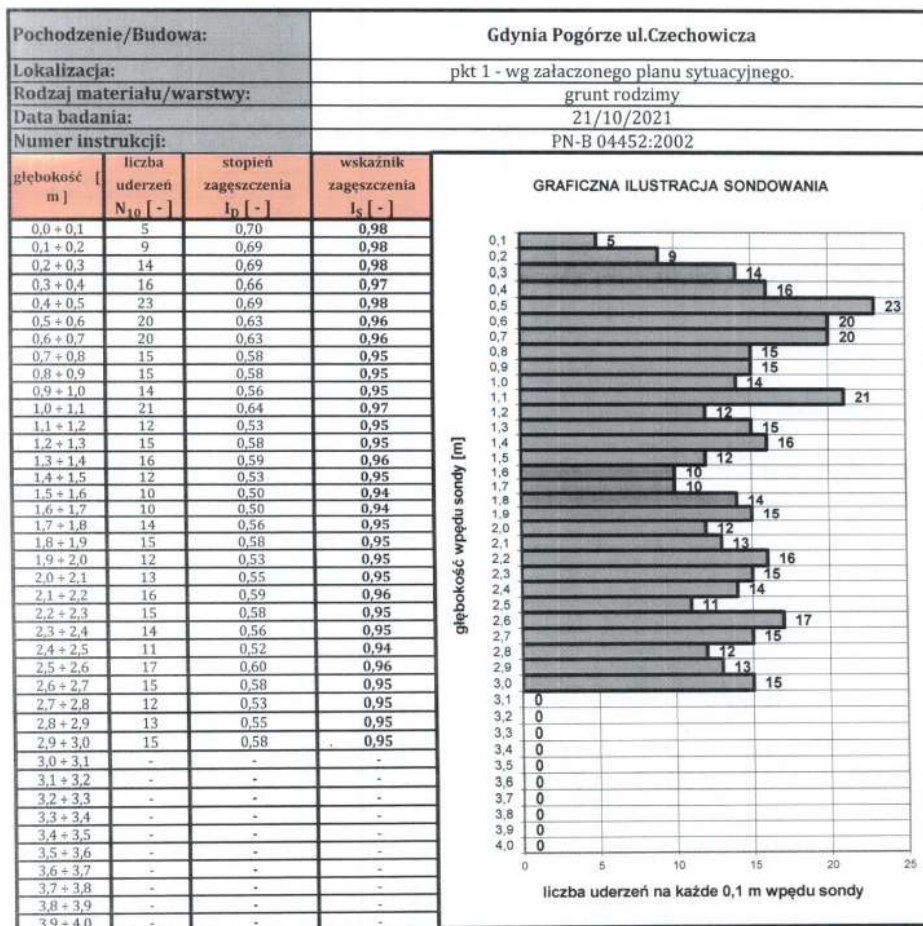 Pochodzenie/Budowa: Gdynia Pogórze ul.Czechowicza
Lokalizacja: pkt 1 - wg załaczonego planu sytuacyjnego.
Rodzaj materiału/warstwy: grunt rodzimy
Data badania: 21/10/2021
Numer instrukcji: PN-B 04452:2002
głębokość [ m ] liczba uderzeń N10 [ - ] stopień zagęszczenia ID [ - ] wskaźnik zagęszczenia IS [ - ]
0,0 ÷ 0,1 5 0,70 0,98
0,1 ÷ 0,2 9 0,69 0,98
0,2 ÷ 0,3 14 0,69 0,98
0,3 ÷ 0,4 16 0,66 0,97
0,4 ÷ 0,5 23 0,69 0,98
0,5 ÷ 0,6 20 0,63 0,96
0,6 ÷ 0,7 20 0,63 0,96
0,7 ÷ 0,8 15 0,58 0,95
0,8 ÷ 0,9 15 0,58 0,95
0,9 ÷ 1,0 14 0,56 0,95
1,0 ÷ 1,1 21 0,64 0,97
1,1 ÷ 1,2 12 0,53 0,95
1,2 ÷ 1,3 15 0,58 0,95
1,3 ÷ 1,4 16 0,59 0,96
1,4 ÷ 1,5 12 0,53 0,95
1,5 ÷ 1,6 10 0,50 0,94
1,6 ÷ 1,7 10 0,50 0,94
1,7 ÷ 1,8 14 0,56 0,95
1,8 ÷ 1,9 15 0,58 0,95
1,9 ÷ 2,0 12 0,53 0,95
2,0 ÷ 2,1 13 0,55 0,95
2,1 ÷ 2,2 16 0,59 0,96
2,2 ÷ 2,3 15 0,58 0,95
2,3 ÷ 2,4 14 0,56 0,95
2,4 ÷ 2,5 11 0,52 0,94
2,5 ÷ 2,6 17 0,60 0,96
2,6 ÷ 2,7 15 0,58 0,95
2,7 ÷ 2,8 12 0,53 0,95
2,8 ÷ 2,9 13 0,55 0,95
2,9 ÷ 3,0 15 0,58 0,95
3,0 ÷ 3,1 - - -
3,1 ÷ 3,2 - - -
3,2 ÷ 3,3 - - -
3,3 ÷ 3,4 - - -
3,4 ÷ 3,5 - - -
3,5 ÷ 3,6 - - -
3,6 ÷ 3,7 - - -
3,7 ÷ 3,8 - - -
3,8 ÷ 3,9 - - -
3,9 ÷ 4,0 - - -
GRAFICZNA ILUSTRACJA SONDOWANIA
głębokość wpędu sondy [m]
0,1 5
0,2 9
0,3 14
0,4 16
0,5 23
0,6 20
0,7 20
0,8 15
0,9 15
1,0 14
1,1 21
1,2 12
1,3 15
1,4 16
1,5 12
1,6 10
1,7 10
1,8 14
1,9 15
2,0 12
2,1 13
2,2 16
2,3 15
2,4 14
2,5 11
2,6 17
2,7 15
2,8 12
2,9 13
3,0 15
3,1 0
3,2 0
3,3 0
3,4 0
3,5 0
3,6 0
3,7 0
3,8 0
3,9 0
4,0 0
0 5 10 15 20 25
liczba uderzeń na każde 0,1 m wpędu sondy